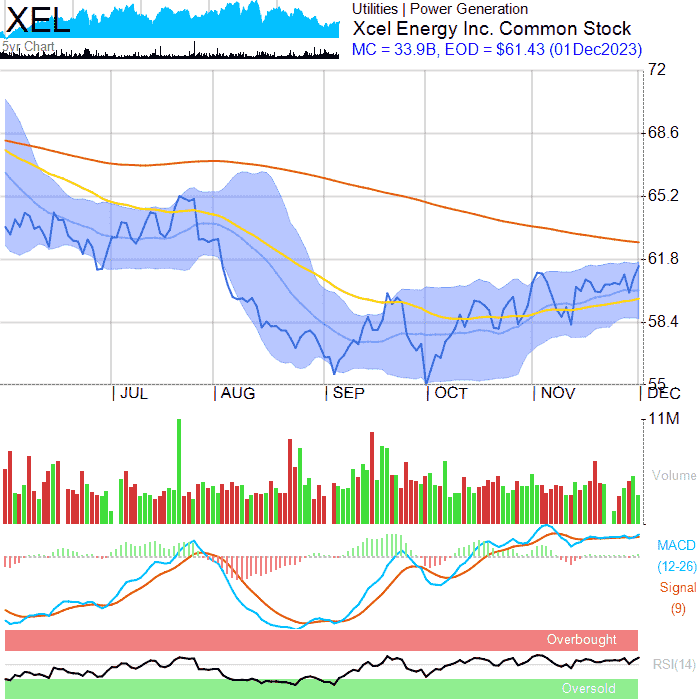 XEL
5yr Chart
Utilities | Power Generation
Xcel Energy Inc. Common Stock
MC = 33.9B, EOD = $61.43 (01Dec2023)
72
68.6
65.2
61.8
58.4
55
JUL AUG SEP OCT NOV DEC
11M
Volume
MACD
(12-26)
Signal
(9)
Overbought
RSI(14)
Oversold